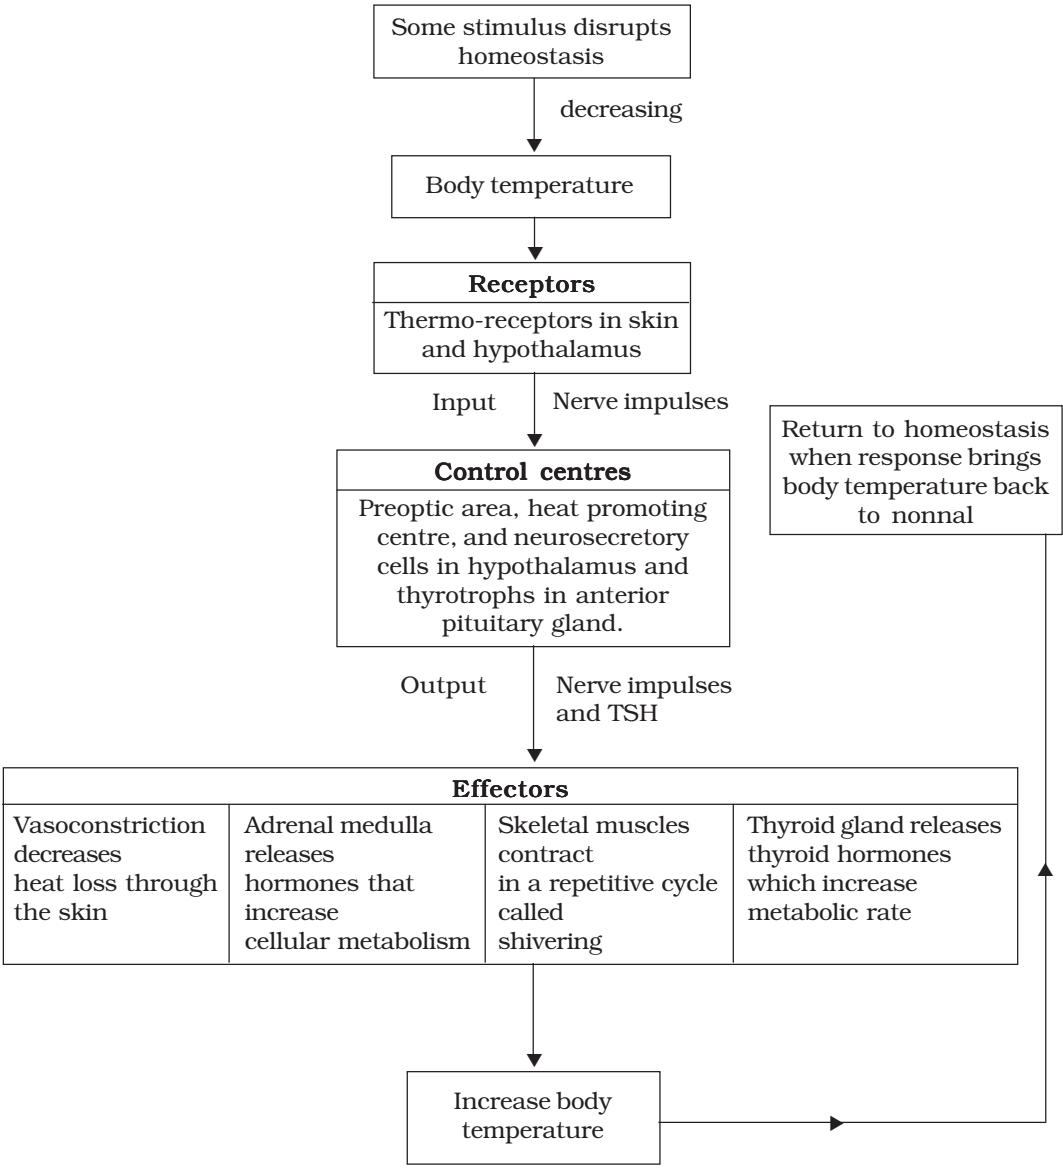 Some stimulus disrupts
homeostasis
decreasing
Body temperature
Receptors
Thermo-receptors in skin
and hypothalamus
Input
Nerve impulses
Control centres
Preoptic area, heat promoting
centre, and neurosecretory
cells in hypothalamus and
thyrotrophs in anterior
pituitary gland.
Return to homeostasis
when response brings
body temperature back
to nonnal
Output
Nerve impulses
and TSH
Effectors
Vasoconstriction
decreases
heat loss through
the skin
Adrenal medulla
releases
hormones that
increase
cellular metabolism
Skeletal muscles
contract
in a repetitive cycle
called
shivering
Thyroid gland releases
thyroid hormones
which increase
metabolic rate
Increase body
temperature